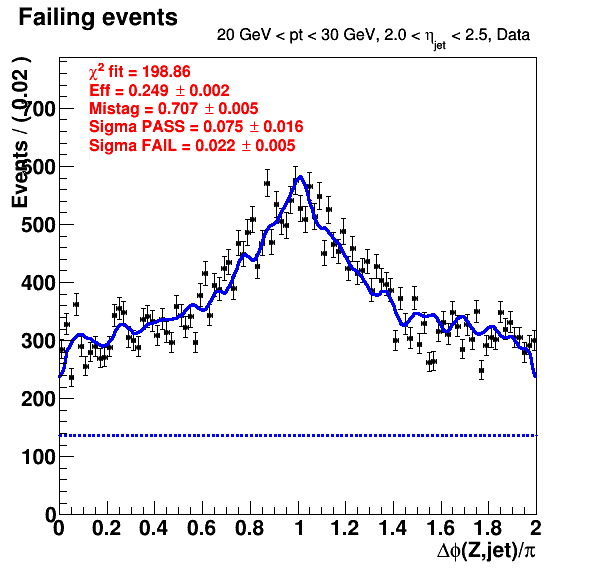 Failing events
20 GeV < pt < 30 GeV, 2.0 < η_jet < 2.5, Data
χ² fit = 198.86
Eff = 0.249 ± 0.002
Mistag = 0.707 ± 0.005
Sigma PASS = 0.075 ± 0.016
Sigma FAIL = 0.022 ± 0.005
Events / ( 0.02 )
700
600
500
400
300
200
100
0
0 0.2 0.4 0.6 0.8 1 1.2 1.4 1.6 1.8 2
Δϕ(Z,jet)/π